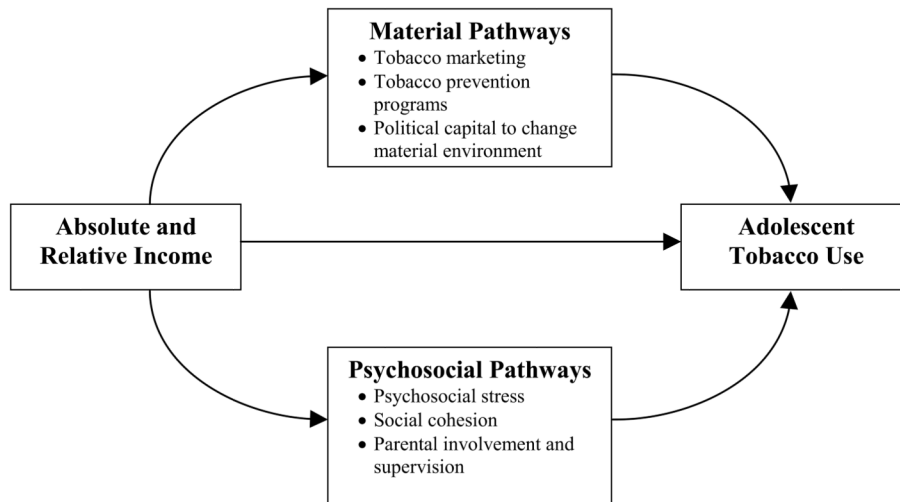 Material Pathways
• Tobacco marketing
• Tobacco prevention
programs
• Political capital to change
material environment
Absolute and
Relative Income
Adolescent
Tobacco Use
Psychosocial Pathways
• Psychosocial stress
• Social cohesion
• Parental involvement and
supervision